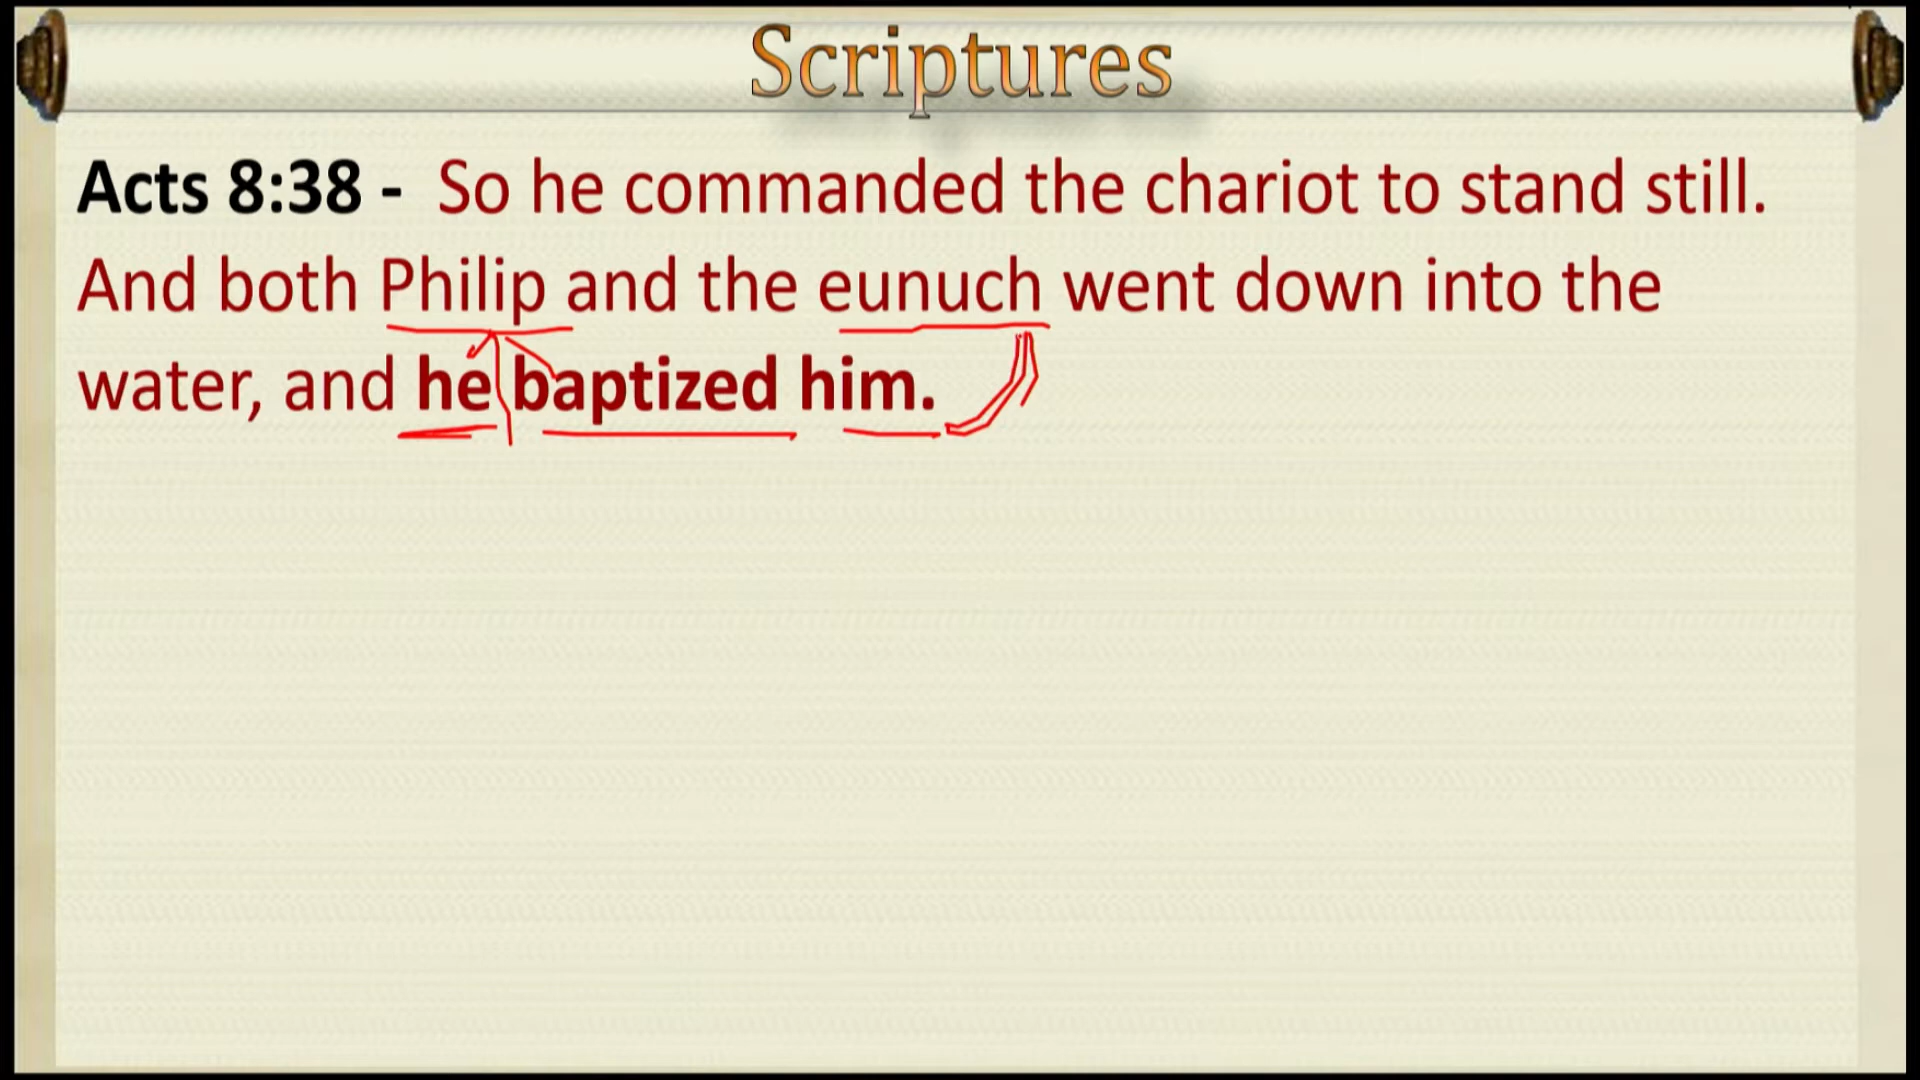 Scriptures
Acts 8:38 - So he commanded the chariot to stand still.
And both Philip and the eunuch went down into the
water, and he baptized him.